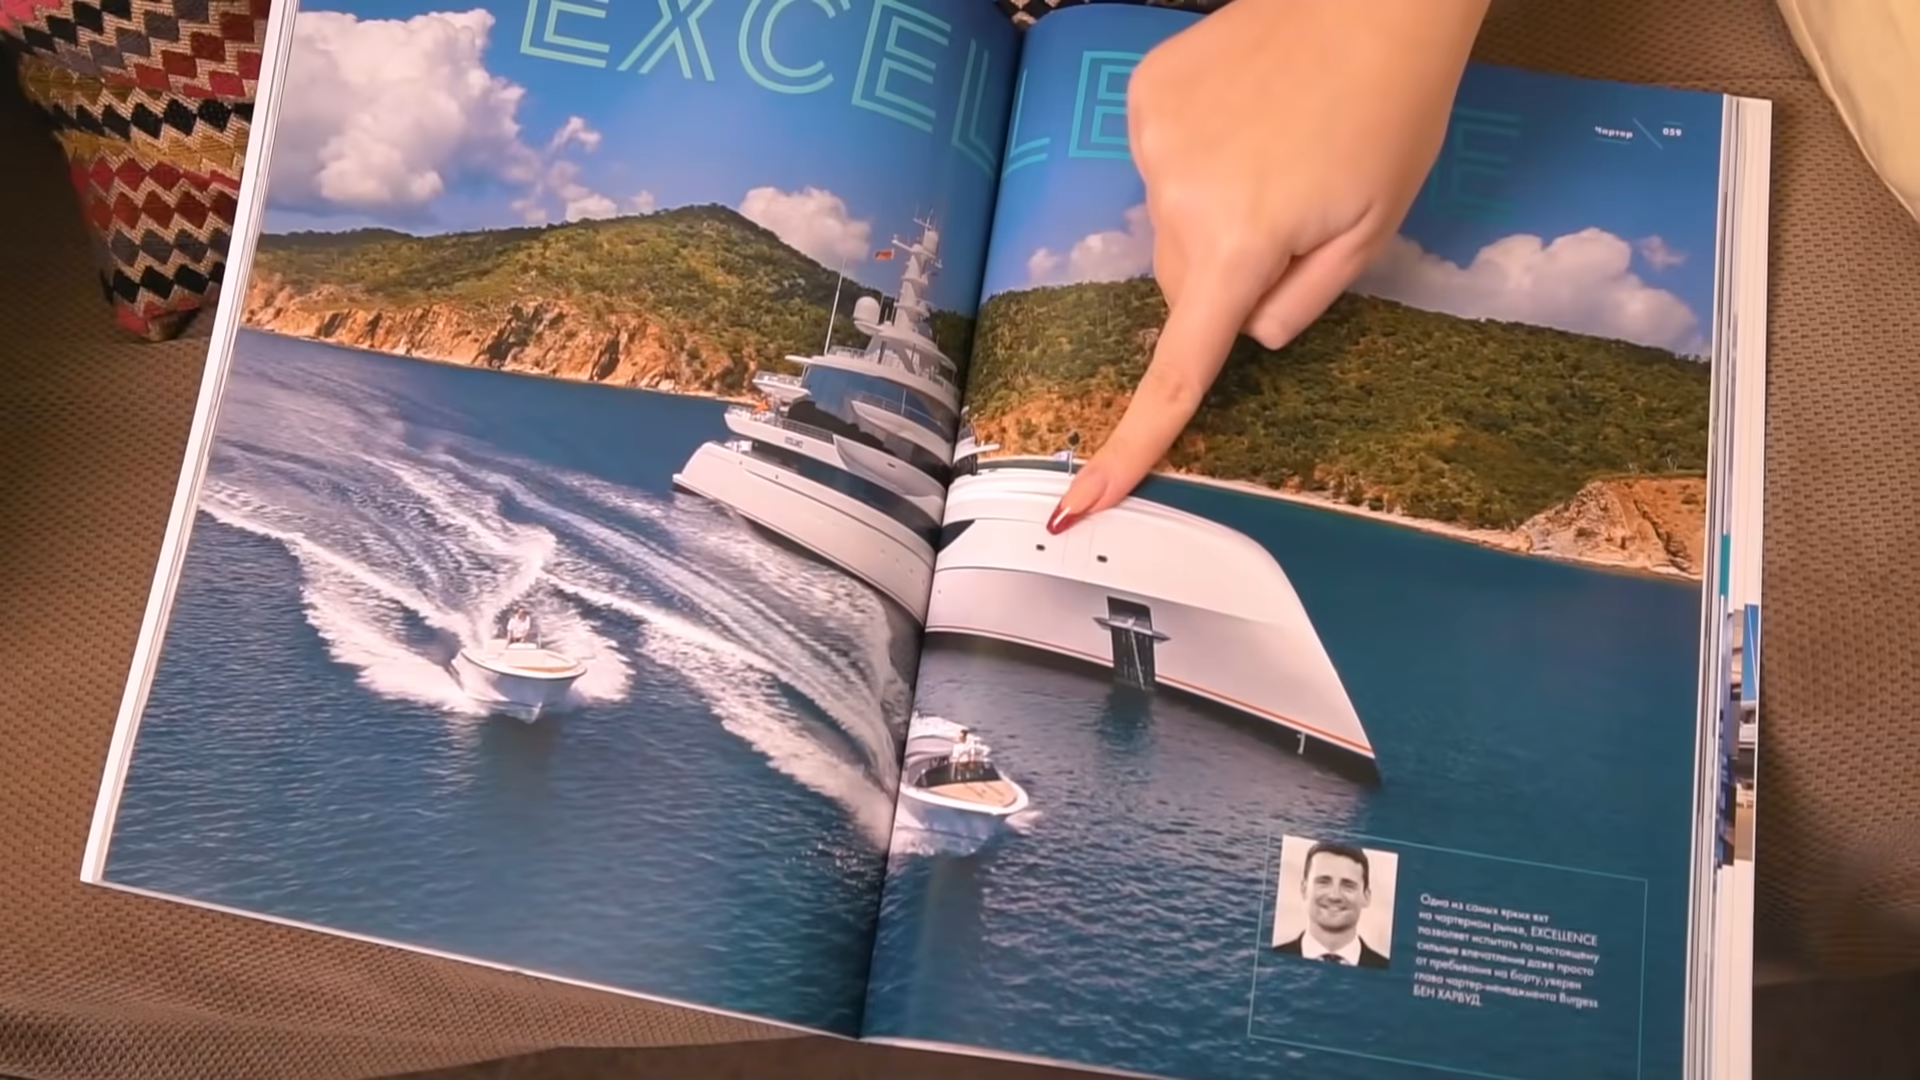 EXCELLE E
Чартер 059
Одна из самых ярких яхт
на чартерном рынке, EXCELLENCE
позволяет испытать по-настоящему
сильные впечатления даже просто
от пребывания на борту, уверен
глава чартер-менеджмента Burgess
БЕН ХАРВУД.